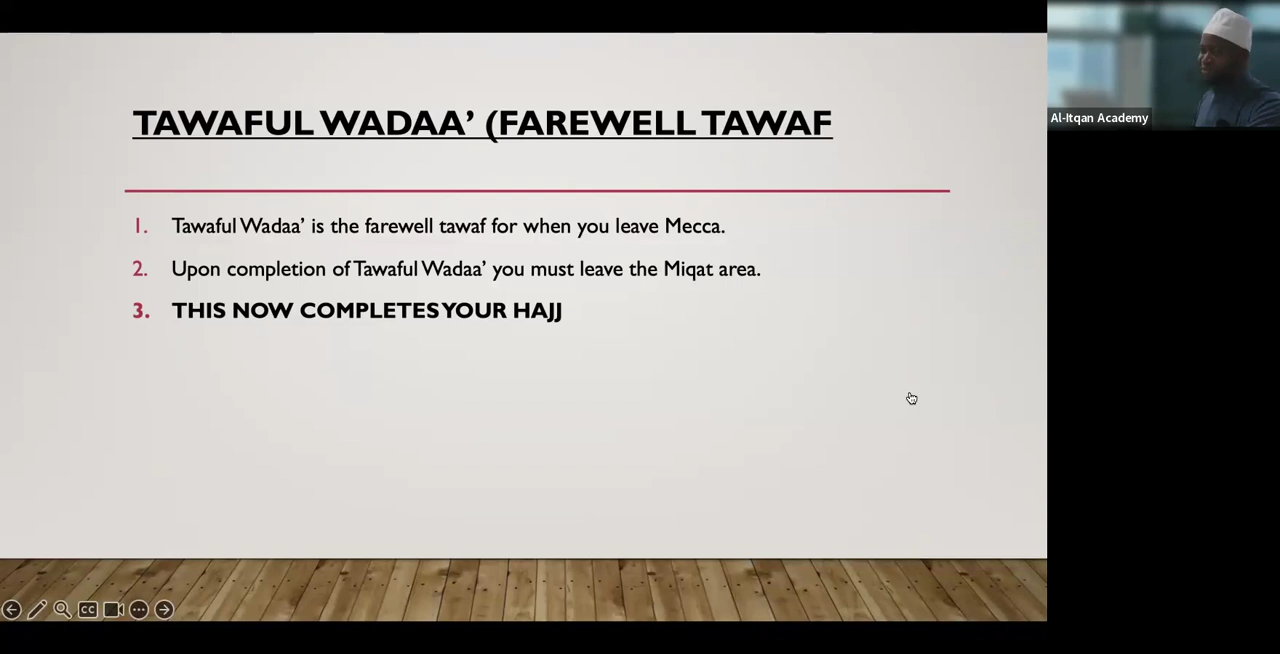 TAWAFUL WADAA’ (FAREWELL TAWAF
1. Tawaful Wadaa’ is the farewell tawaf for when you leave Mecca.
2. Upon completion of Tawaful Wadaa’ you must leave the Miqat area.
3. THIS NOW COMPLETES YOUR HAJJ
Al-Itqan Academy
CC